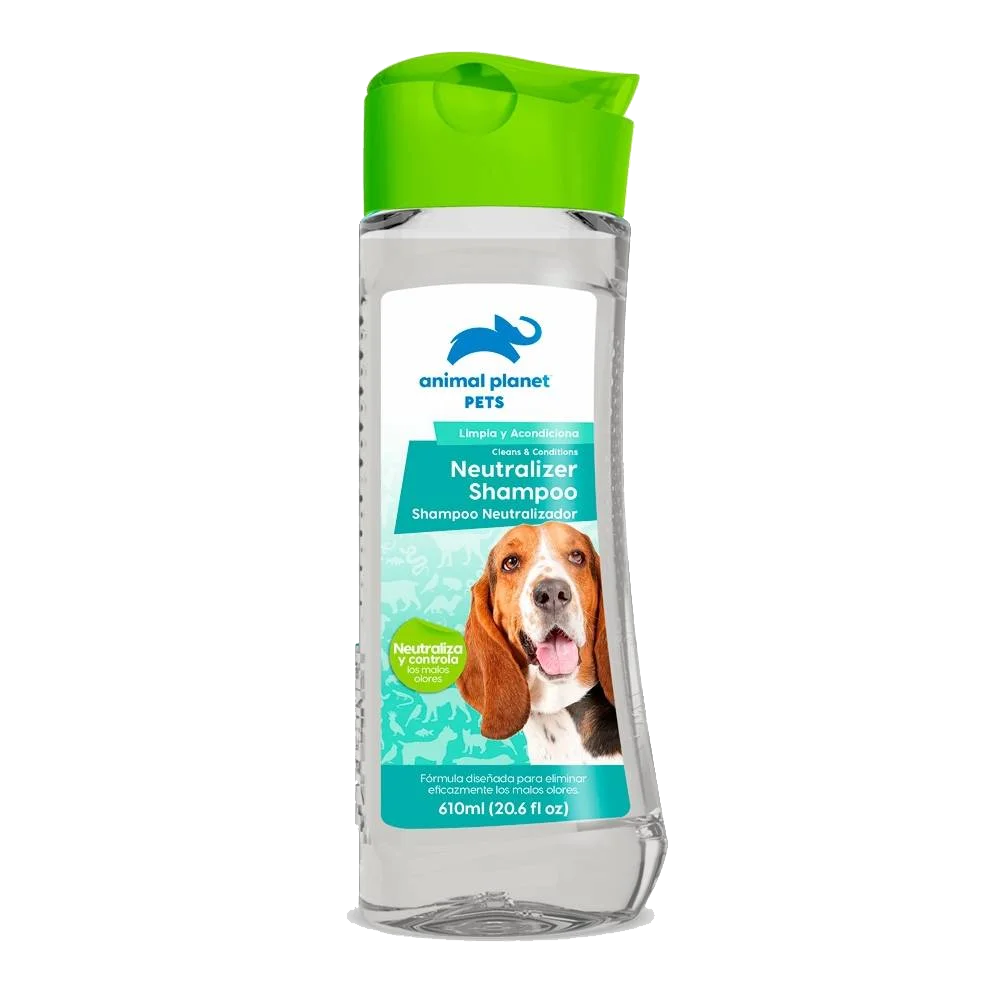 animal planet™
PETS
Limpia y Acondiciona
Cleans & Conditions
Neutralizer
Shampoo
Shampoo Neutralizador
Neutraliza
y controla
los malos
olores
Fórmula diseñada para eliminar
eficazmente los malos olores.
610ml (20.6 fl oz)